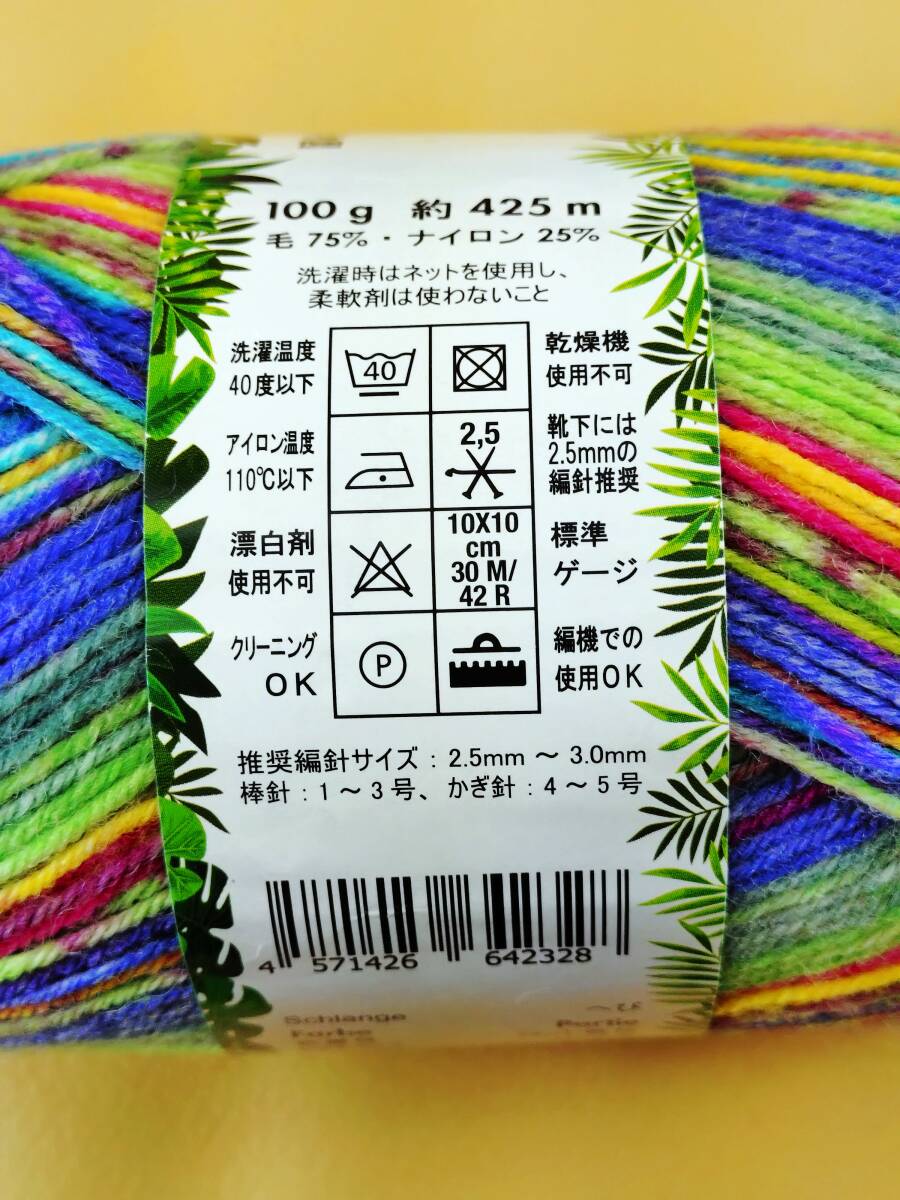 100 g 約 425 m
毛 75%・ナイロン 25%
洗濯時はネットを使用し、
柔軟剤は使わないこと
洗濯温度
40度以下
40
乾燥機
使用不可
アイロン温度
110℃以下
2,5
靴下には
2.5mmの
編針推奨
漂白剤
使用不可
10X10
cm
30 M/
42 R
標準
ゲージ
クリーニング
OK
P
編機での
使用OK
推奨編針サイズ：2.5mm ～ 3.0mm
棒針：1 ～ 3 号、かぎ針：4 ～ 5 号
4 571426 642328
Schlange へび
Farbe Partie